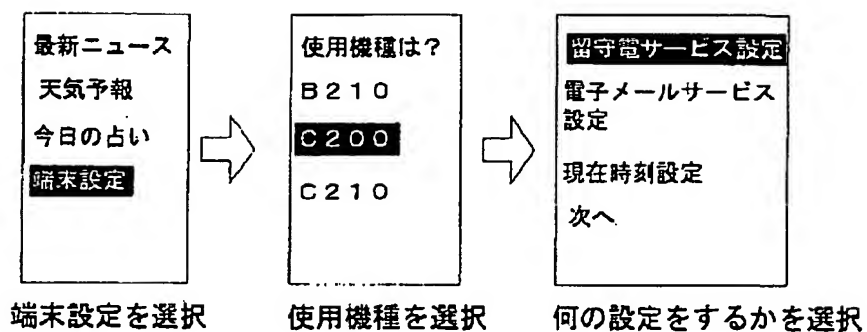 最新ニュース
天気予報
今日の占い
端末設定
端末設定を選択
使用機種は?
B210
C200
C210
使用機種を選択
留守電サービス設定
電子メールサービス
設定
現在時刻設定
次へ
何の設定をするかを選択